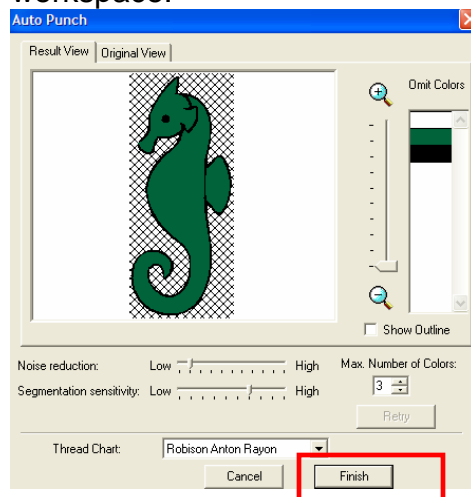 workspace.
Auto Punch
Result View Original View
Omit Colors
Show Outline
Noise reduction: Low High Max. Number of Colors:
Segmentation sensitivity: Low High 3
Retry
Thread Chart: Robison Anton Rayon
Cancel Finish